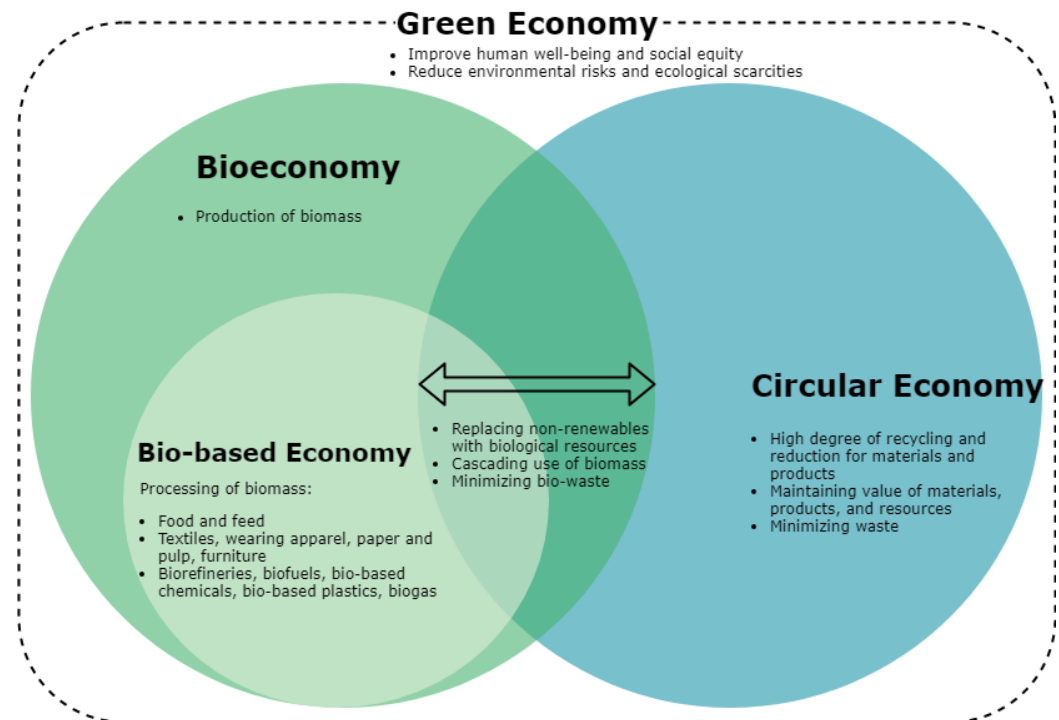 Green Economy
• Improve human well-being and social equity
• Reduce environmental risks and ecological scarcities
Bioeconomy
• Production of biomass
Bio-based Economy
Processing of biomass:
• Food and feed
• Textiles, wearing apparel, paper and
pulp, furniture
• Biorefineries, biofuels, bio-based
chemicals, bio-based plastics, biogas
• Replacing non-renewables
with biological resources
• Cascading use of biomass
• Minimizing bio-waste
Circular Economy
• High degree of recycling and
reduction for materials and
products
• Maintaining value of materials,
products, and resources
• Minimizing waste